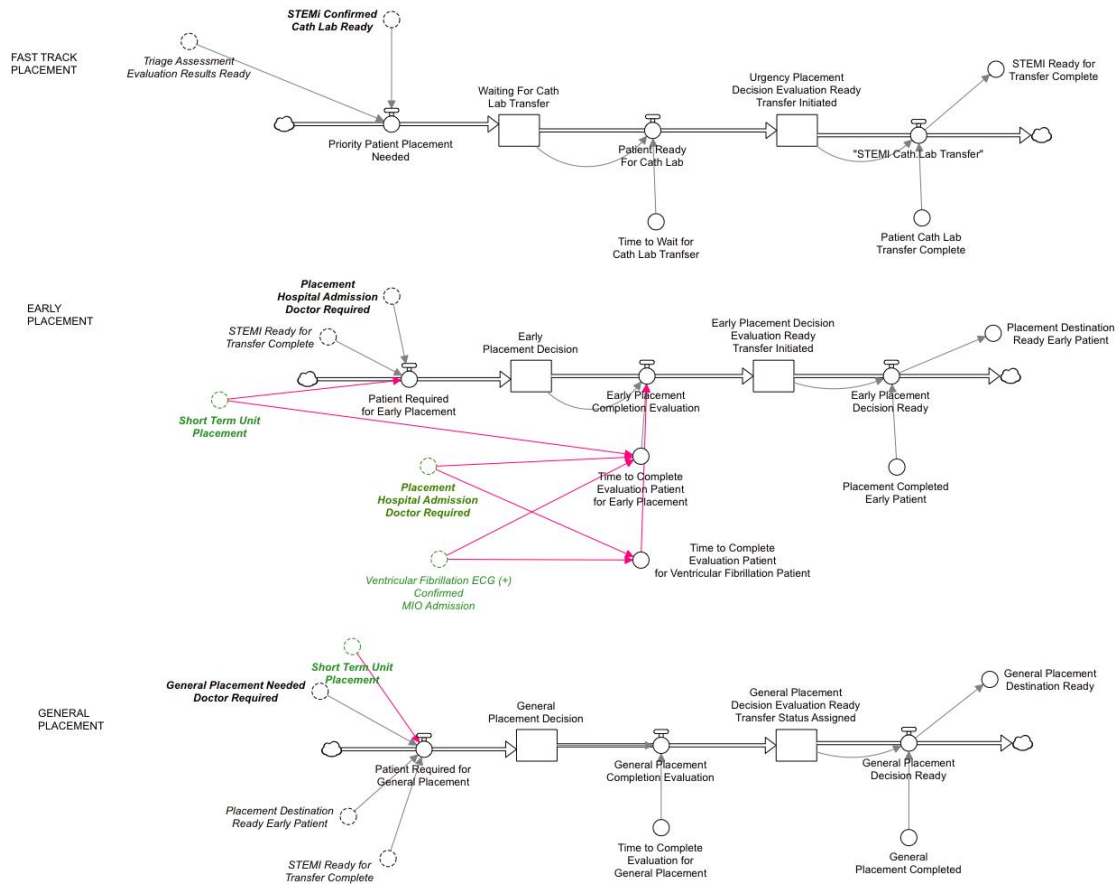 STEMi Confirmed
Cath Lab Ready
FAST TRACK
PLACEMENT
Triage Assessment
Evaluation Results Ready
STEMI Ready for
Transfer Complete
Waiting For Cath
Lab Transfer
Urgency Placement
Decision Evaluation Ready
Transfer Initiated
Priority Patient Placement
Needed
Patient Ready
For Cath Lab
"STEMI Cath.Lab Transfer"
Time to Wait for
Cath Lab Tranfser
Patient Cath Lab
Transfer Complete
EARLY
PLACEMENT
Placement
Hospital Admission
Doctor Required
STEMI Ready for
Transfer Complete
Early
Placement Decision
Early Placement Decision
Evaluation Ready
Transfer Initiated
Placement Destination
Ready Early Patient
Patient Required
for Early Placement
Early Placement
Completion Evaluation
Early Placement
Decision Ready
Short Term Unit
Placement
Placement
Hospital Admission
Doctor Required
Time to Complete
Evaluation Patient
for Early Placement
Placement Completed
Early Patient
Ventricular Fibrillation ECG (+)
Confirmed
MIO Admission
Time to Complete
Evaluation Patient
for Ventricular Fibrillation Patient
GENERAL
PLACEMENT
Short Term Unit
Placement
General Placement Needed
Doctor Required
General
Placement Decision
General Placement
Decision Evaluation Ready
Transfer Status Assigned
General Placement
Destination Ready
Patient Required for
General Placement
General Placement
Completion Evaluation
General Placement
Decision Ready
Placement Destination
Ready Early Patient
STEMI Ready for
Transfer Complete
Time to Complete
Evaluation for
General Placement
General
Placement Completed